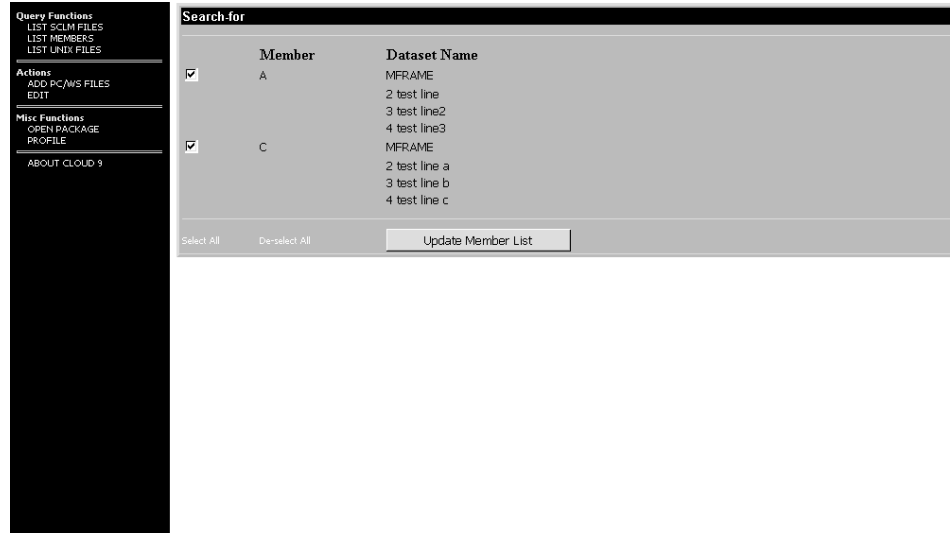 Query Functions
LIST SCLM FILES
LIST MEMBERS
LIST UNIX FILES
Actions
ADD PC/WS FILES
EDIT
Misc Functions
OPEN PACKAGE
PROFILE
ABOUT CLOUD 9
Search-for
Member Dataset Name
A MFRAME
2 test line
3 test line2
4 test line3
C MFRAME
2 test line a
3 test line b
4 test line c
Select All De-select All Update Member List